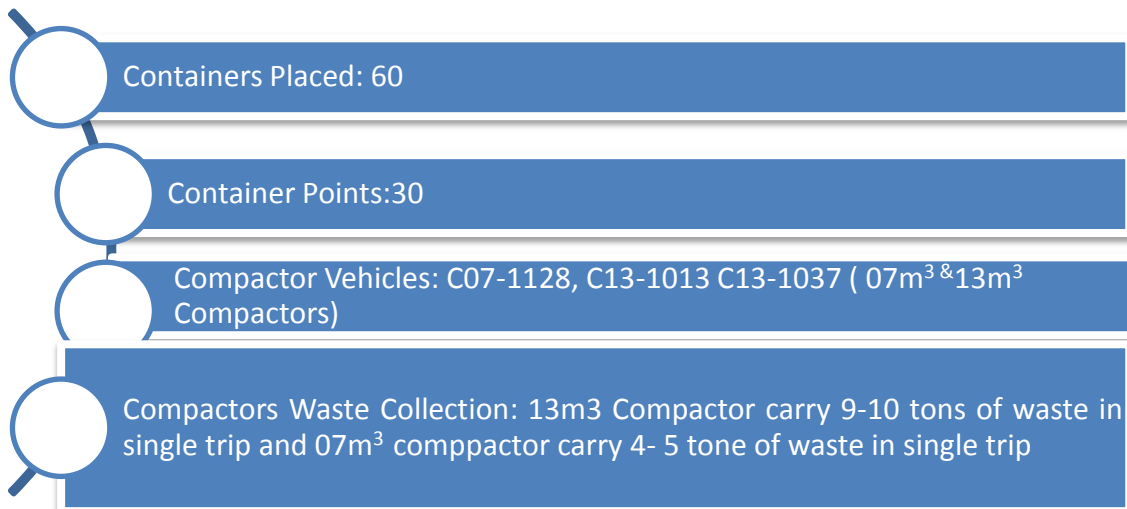 Containers Placed: 60
Container Points:30
Compactor Vehicles: C07-1128, C13-1013 C13-1037 ( 07m³ &13m³
Compactors)
Compactors Waste Collection: 13m3 Compactor carry 9-10 tons of waste in
single trip and 07m³ comppactor carry 4- 5 tone of waste in single trip